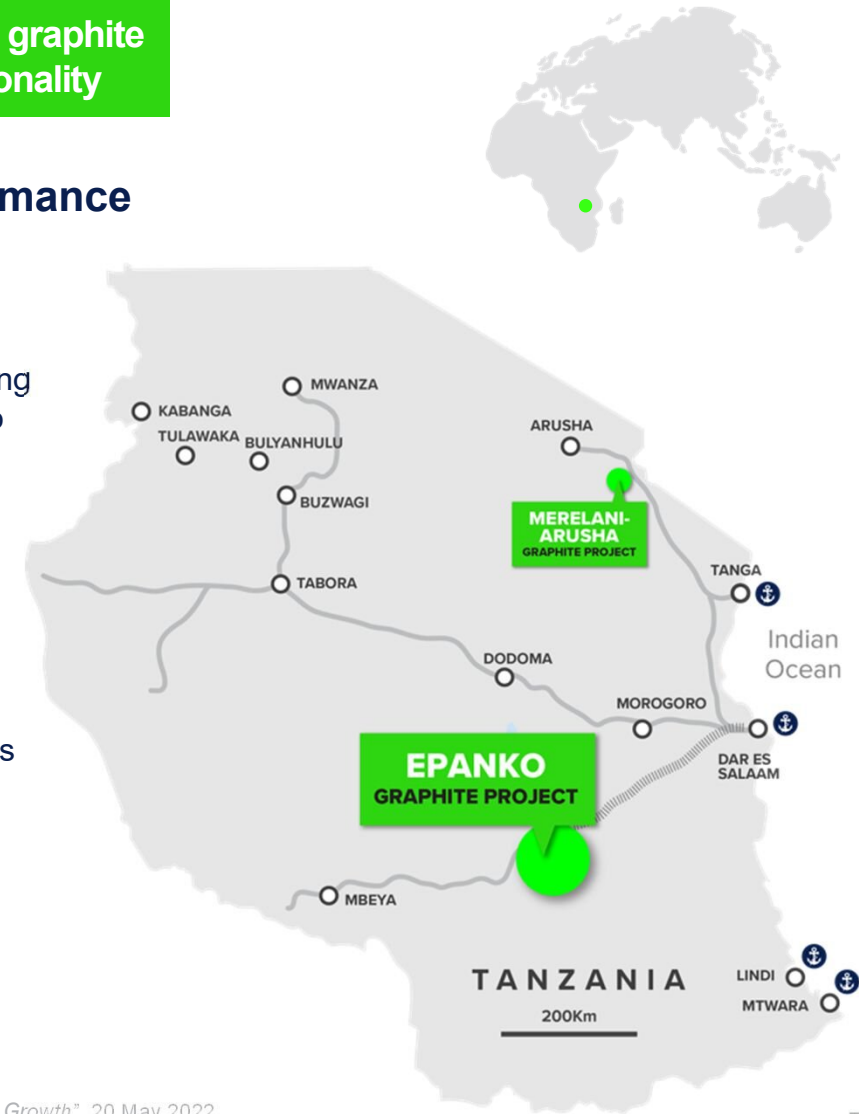 graphite
onality
mance
ng
KABANGA
MWANZA
TULAWAKA
BULYANHULU
BUZWAGI
ARUSHA
MERELANI-
ARUSHA
GRAPHITE PROJECT
TABORA
TANGA
Indian
Ocean
DODOMA
MOROGORO
s
DAR ES
SALAAM
EPANKO
GRAPHITE PROJECT
MBEYA
TANZANIA
200Km
LINDI
MTWARA
Growth", 20 May 2022